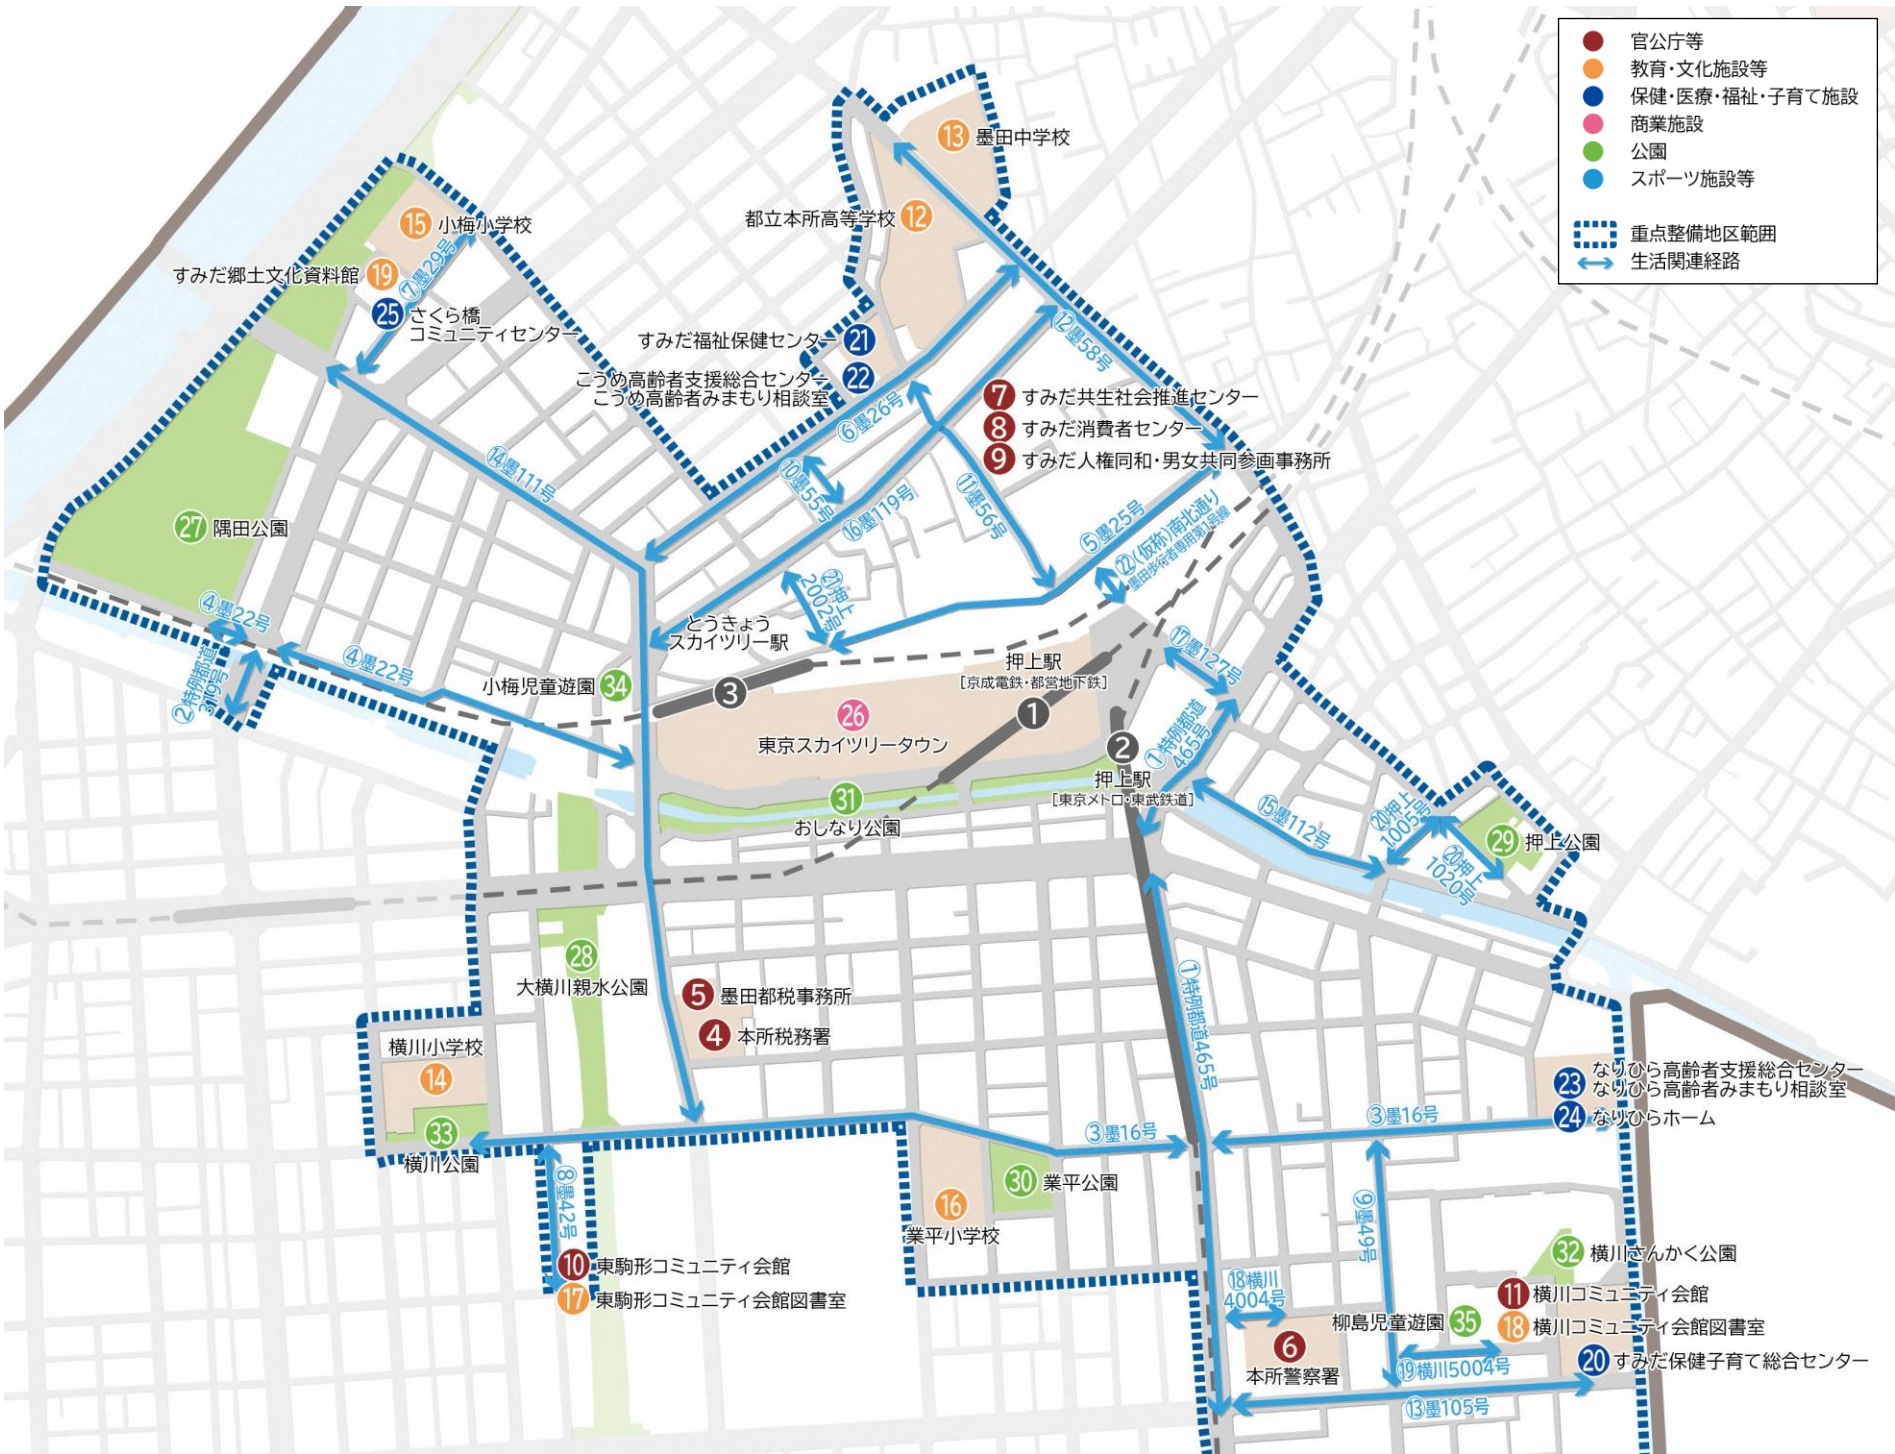 官公庁等
教育・文化施設等
保健・医療・福祉・子育て施設
商業施設
公園
スポーツ施設等
重点整備地区範囲
生活関連経路
⑬ 墨田中学校
都立本所高等学校 ⑫
⑮ 小梅小学校
すみだ郷土文化資料館 ⑲
⑦墨29号
㉕ さくら橋
コミュニティセンター
すみだ福祉保健センター ㉑
こうめ高齢者支援総合センター
こうめ高齢者みまもり相談室 ㉒
⑫墨58号
⑥墨26号
⑦ すみだ共生社会推進センター
⑧ すみだ消費者センター
⑨ すみだ人権同和・男女共同参画事務所
⑭墨111号
⑩墨55号
⑯墨119号
⑪墨56号
⑤墨25号
㉒(仮称)南北通り
墨田歩行者専用第1号線
㉗ 隅田公園
④墨22号
④墨22号
②特例都道
319号
㉑押上
2002号
とうきょう
スカイツリー駅
小梅児童遊園 ㉞
③
押上駅
[京成電鉄・都営地下鉄]
①
㉖
東京スカイツリータウン
②
押上駅
[東京メトロ・東武鉄道]
⑰墨127号
①特例都道
465号
㉛
おしなり公園
⑮墨112号
⑳押上
1005号
⑳押上
1020号
㉙ 押上公園
㉘
大横川親水公園
⑤ 墨田都税事務所
④ 本所税務署
①特例都道465号
横川小学校
⑭
㉝
横川公園
③墨16号
③墨16号
㉓ なりひら高齢者支援総合センター
なりひら高齢者みまもり相談室
㉔ なりひらホーム
⑧墨42号
⑩ 東駒形コミュニティ会館
⑰ 東駒形コミュニティ会館図書室
⑯
業平小学校
㉚ 業平公園
⑨墨49号
㉜ 横川さんかく公園
⑪ 横川コミュニティ会館
⑱ 横川コミュニティ会館図書室
柳島児童遊園 ㉟
⑱横川
4004号
⑥
本所警察署
⑲横川5004号
⑳ すみだ保健子育て総合センター
⑬墨105号